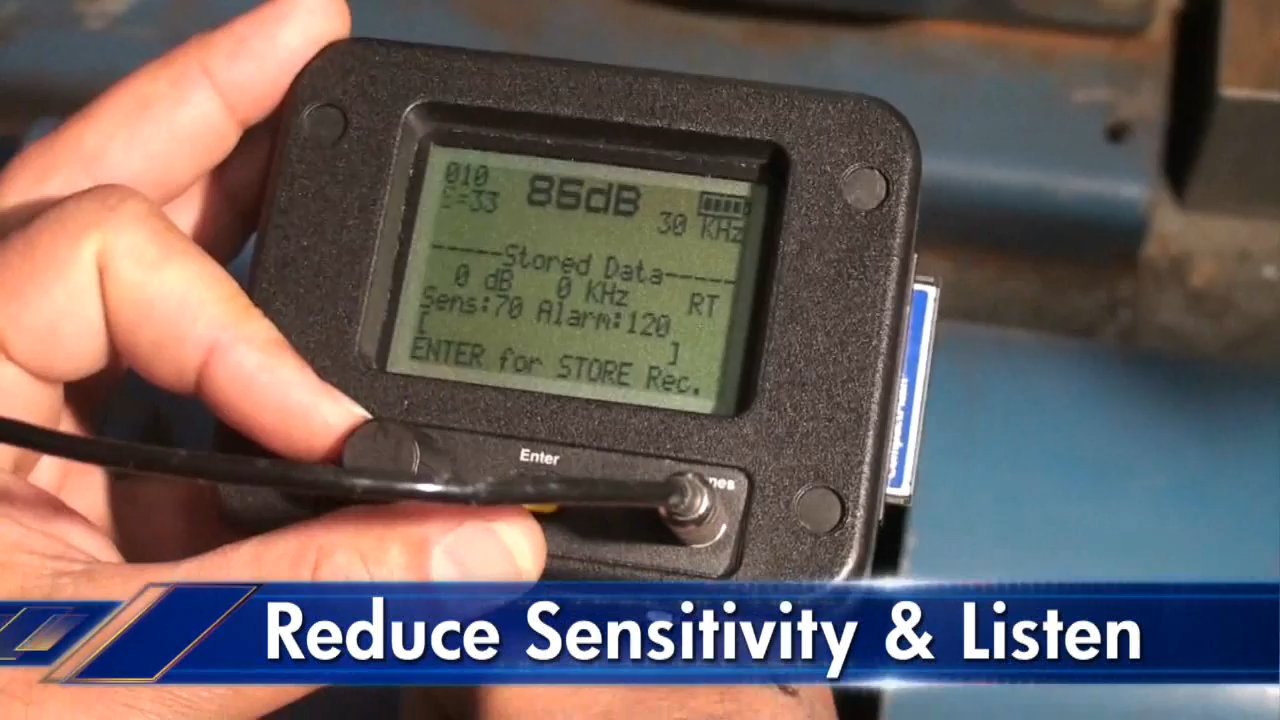 010
86dB
30 KHz
-----Stored Data-----
0 dB 0 KHz RT
Sens:70 Alarm:120
[ ]
ENTER for STORE Rec.
Enter
Reduce Sensitivity & Listen